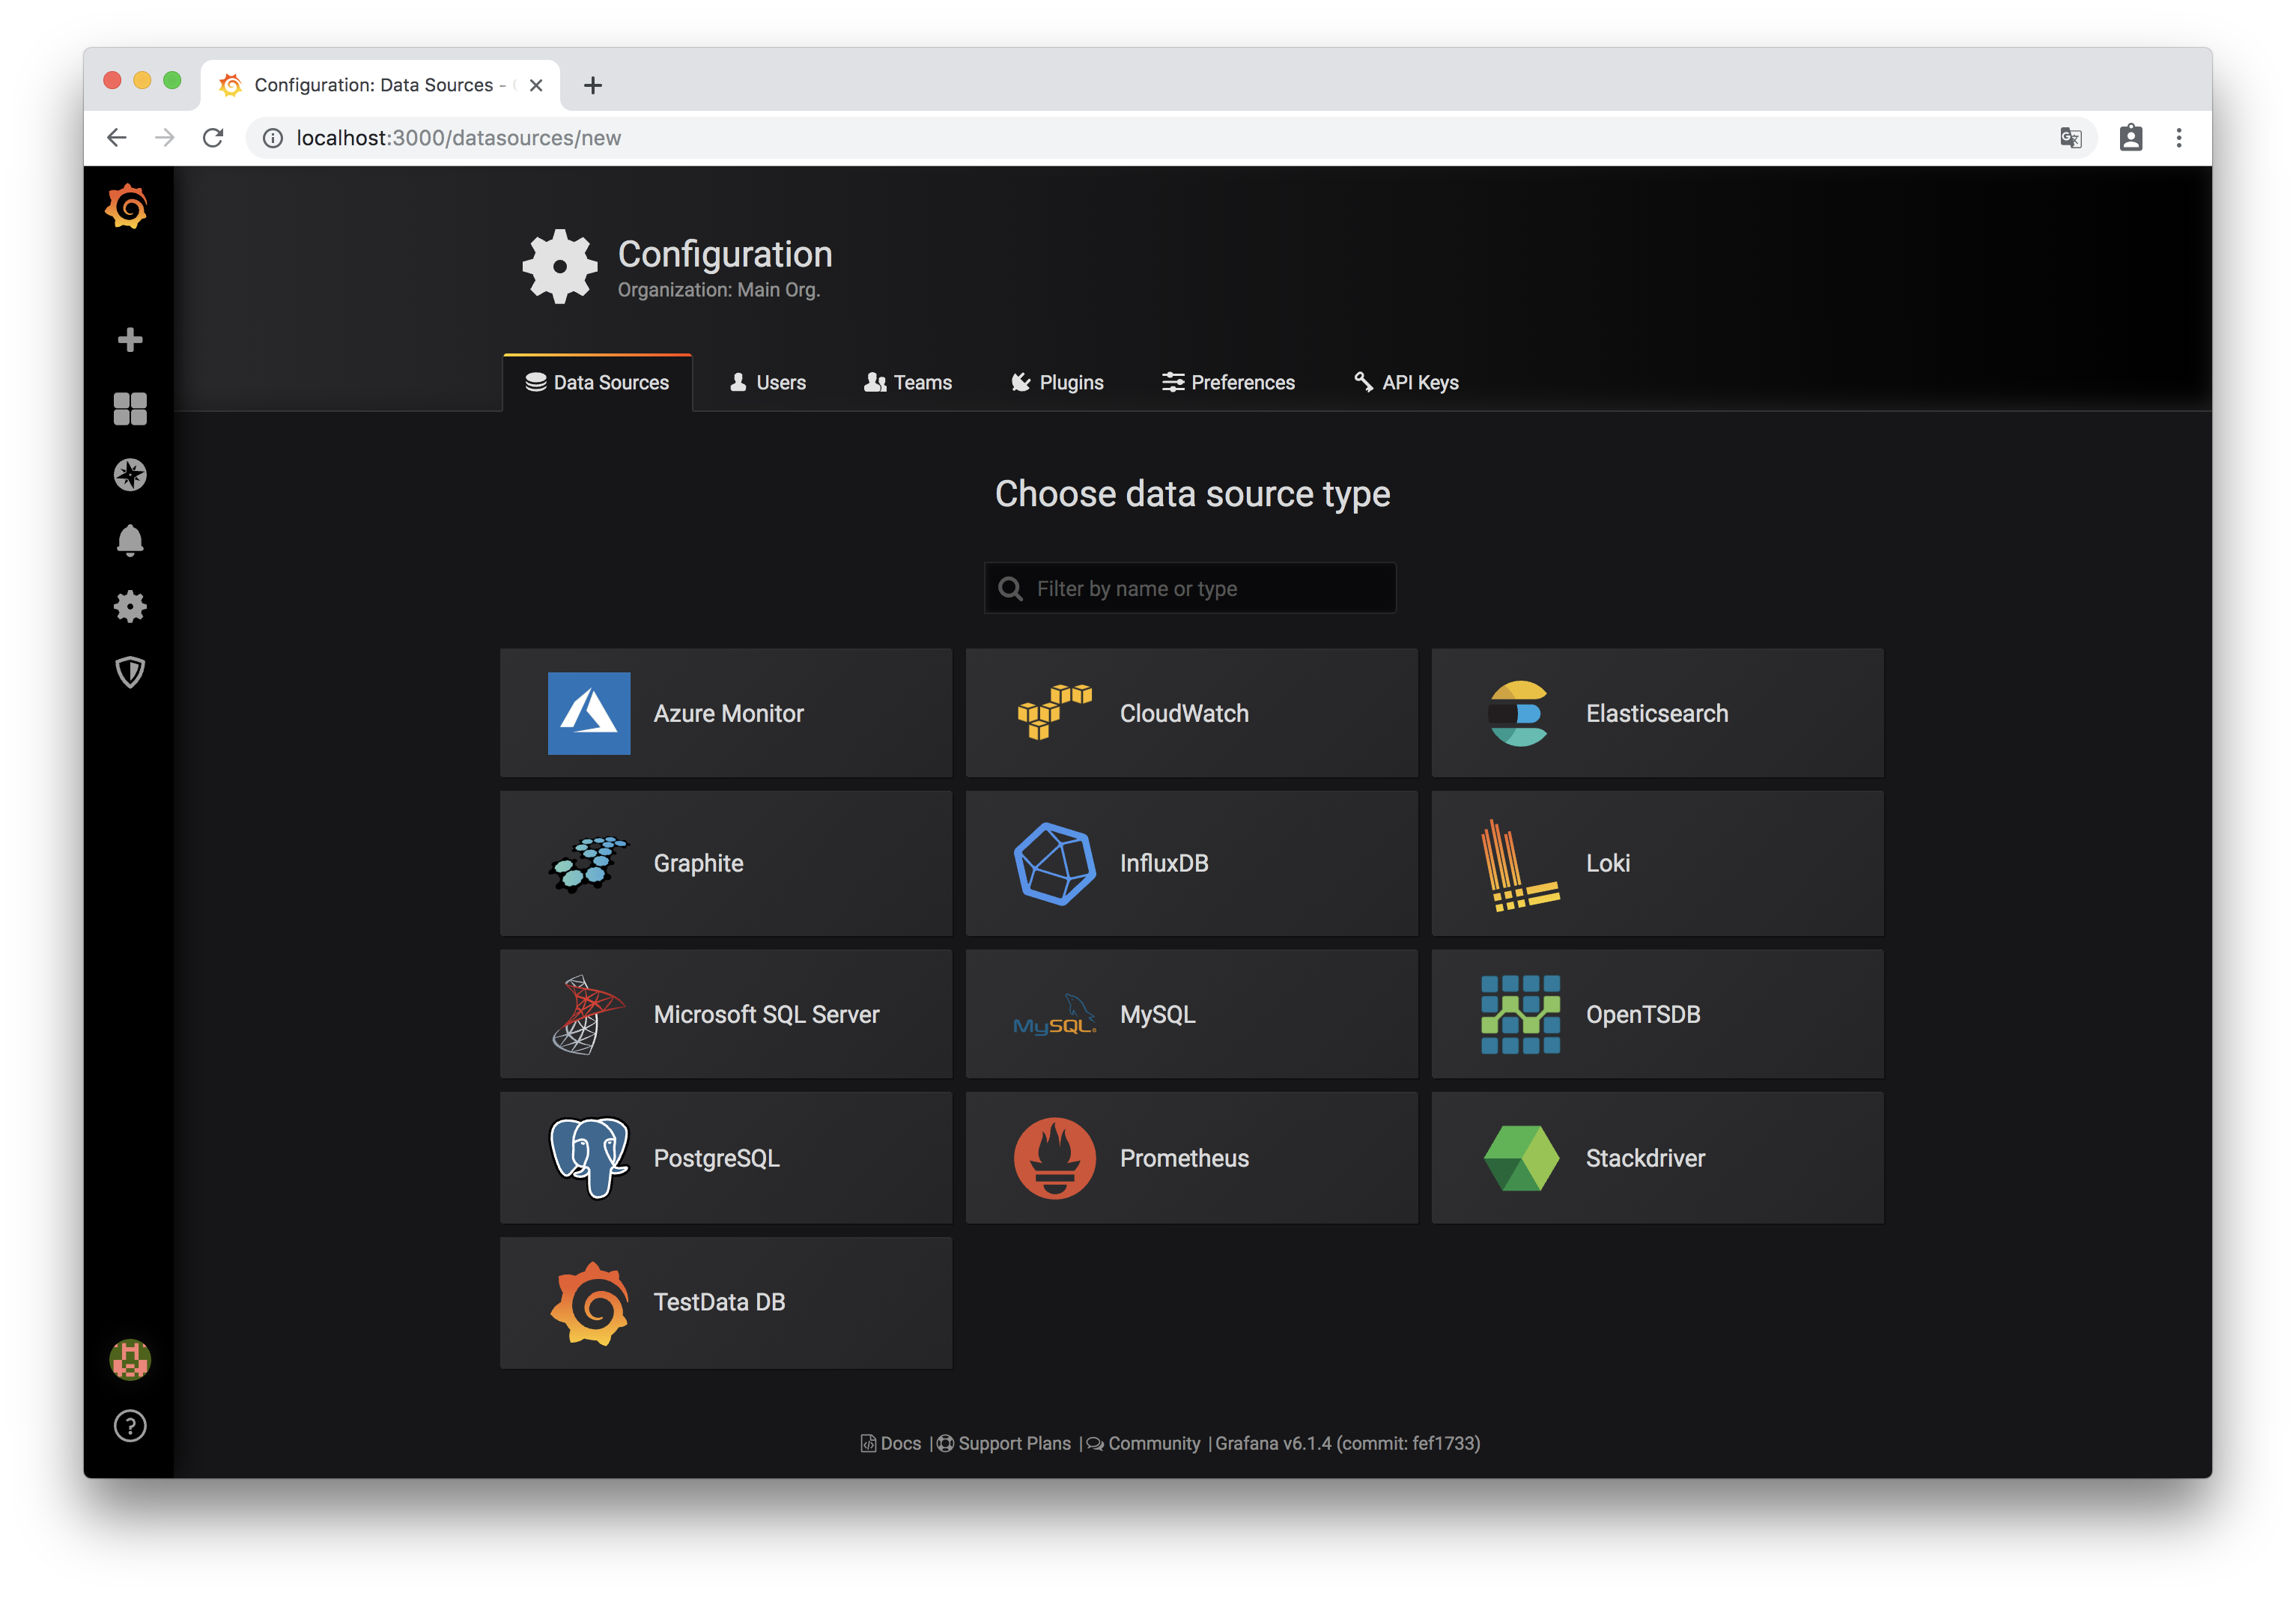 Configuration: Data Sources -
localhost:3000/datasources/new
Configuration
Organization: Main Org.
Data Sources Users Teams Plugins Preferences API Keys
Choose data source type
Filter by name or type
Azure Monitor CloudWatch Elasticsearch
Graphite InfluxDB Loki
Microsoft SQL Server MySQL MySQL OpenTSDB
PostgreSQL Prometheus Stackdriver
TestData DB
Docs | Support Plans | Community | Grafana v6.1.4 (commit: fef1733)